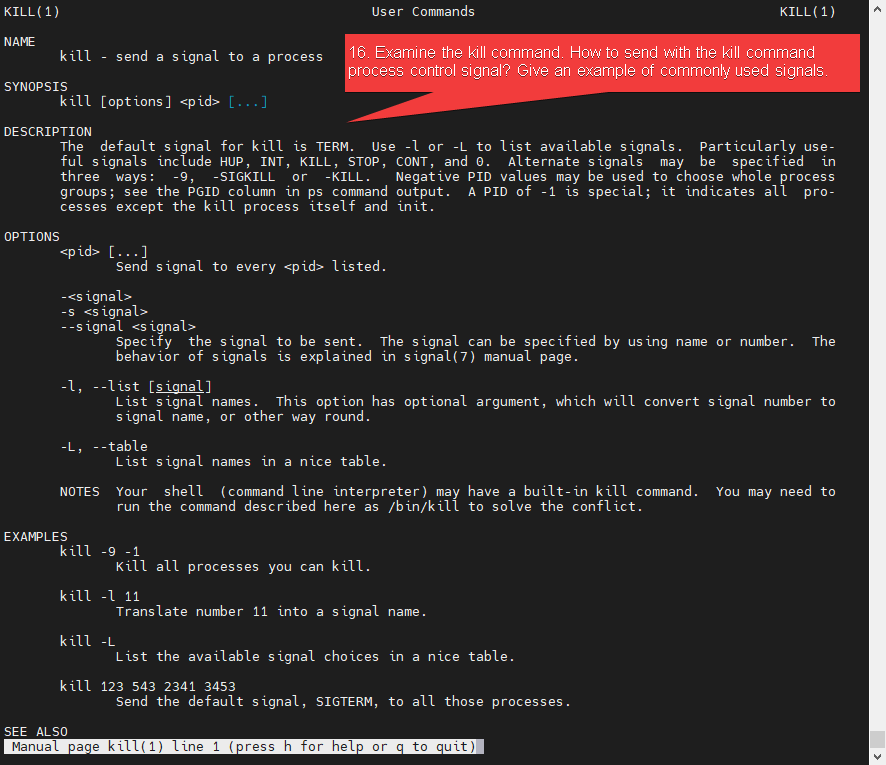 KILL(1) User Commands KILL(1)
NAME
kill - send a signal to a process
16. Examine the kill command. How to send with the kill command
process control signal? Give an example of commonly used signals.
SYNOPSIS
kill [options] <pid> [...]
DESCRIPTION
The default signal for kill is TERM. Use -l or -L to list available signals. Particularly use-
ful signals include HUP, INT, KILL, STOP, CONT, and 0. Alternate signals may be specified in
three ways: -9, -SIGKILL or -KILL. Negative PID values may be used to choose whole process
groups; see the PGID column in ps command output. A PID of -1 is special; it indicates all pro-
cesses except the kill process itself and init.
OPTIONS
<pid> [...]
Send signal to every <pid> listed.
-<signal>
-s <signal>
--signal <signal>
Specify the signal to be sent. The signal can be specified by using name or number. The
behavior of signals is explained in signal(7) manual page.
-l, --list [signal]
List signal names. This option has optional argument, which will convert signal number to
signal name, or other way round.
-L, --table
List signal names in a nice table.
NOTES Your shell (command line interpreter) may have a built-in kill command. You may need to
run the command described here as /bin/kill to solve the conflict.
EXAMPLES
kill -9 -1
Kill all processes you can kill.
kill -l 11
Translate number 11 into a signal name.
kill -L
List the available signal choices in a nice table.
kill 123 543 2341 3453
Send the default signal, SIGTERM, to all those processes.
SEE ALSO
Manual page kill(1) line 1 (press h for help or q to quit)